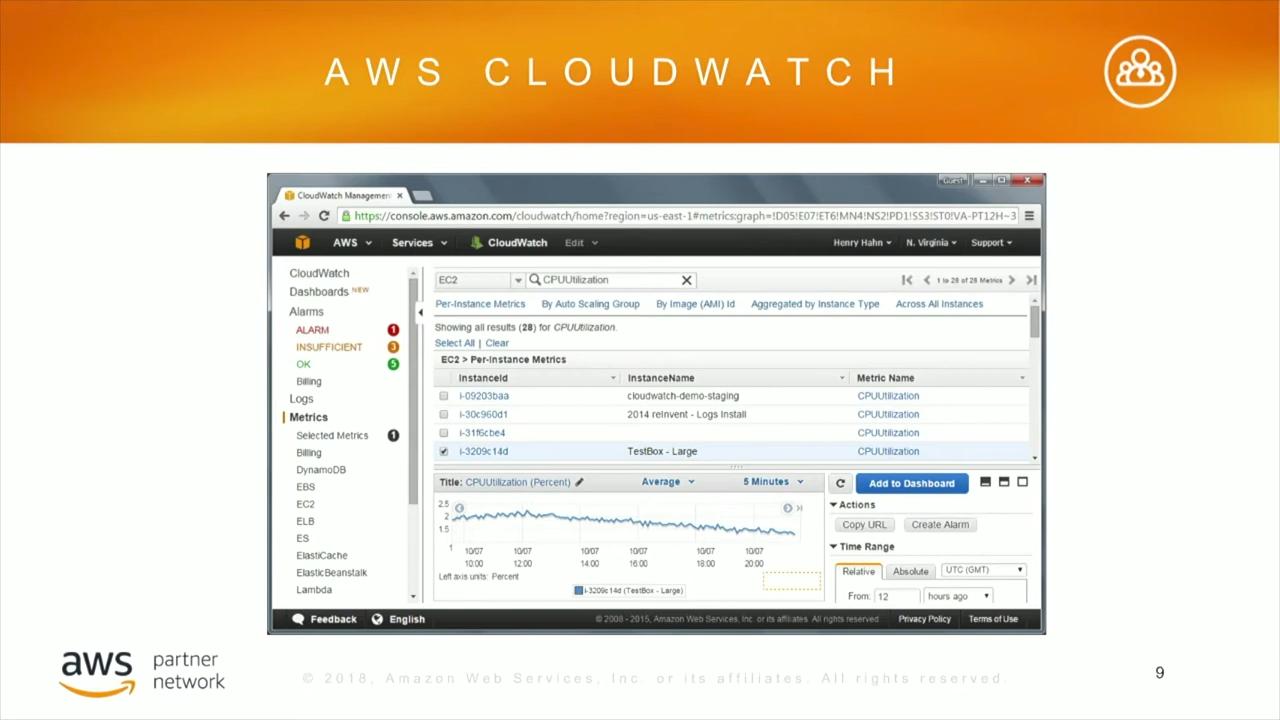 AWS CLOUDWATCH
Guest
CloudWatch Managemen
https://console.aws.amazon.com/cloudwatch/home?region=us-east-1#metrics:graph=!D05!E07!ET6!MN4!NS2!PD1!SS3!ST0!VA-PT12H~3
AWS Services CloudWatch Edit Henry Hahn N. Virginia Support
CloudWatch
Dashboards NEW
Alarms
ALARM 1
INSUFFICIENT 3
OK 5
Billing
Logs
Metrics
Selected Metrics 1
Billing
DynamoDB
EBS
EC2
ELB
ES
ElastiCache
ElasticBeanstalk
Lambda
EC2 CPUUtilization 1 to 28 of 28 Metrics
Per-Instance Metrics By Auto Scaling Group By Image (AMI) Id Aggregated by Instance Type Across All Instances
Showing all results (28) for CPUUtilization.
Select All | Clear
EC2 > Per-Instance Metrics
InstanceId InstanceName Metric Name
i-09203baa cloudwatch-demo-staging CPUUtilization
i-30c960d1 2014 reInvent - Logs Install CPUUtilization
i-31f6cbe4 CPUUtilization
i-3209c14d TestBox - Large CPUUtilization
Title: CPUUtilization (Percent) Average 5 Minutes
2.5
2
1.5
1
10/07 10/07 10/07 10/07 10/07 10/07
10:00 12:00 14:00 16:00 18:00 20:00
Left axis units: Percent
i-3209c14d (TestBox - Large)
Add to Dashboard
Actions
Copy URL Create Alarm
Time Range
Relative Absolute UTC (GMT)
From: 12 hours ago
Feedback English © 2008 - 2015, Amazon Web Services, Inc. or its affiliates. All rights reserved. Privacy Policy Terms of Use
aws partner network
© 2018, Amazon Web Services, Inc. or its affiliates. All rights reserved.
9